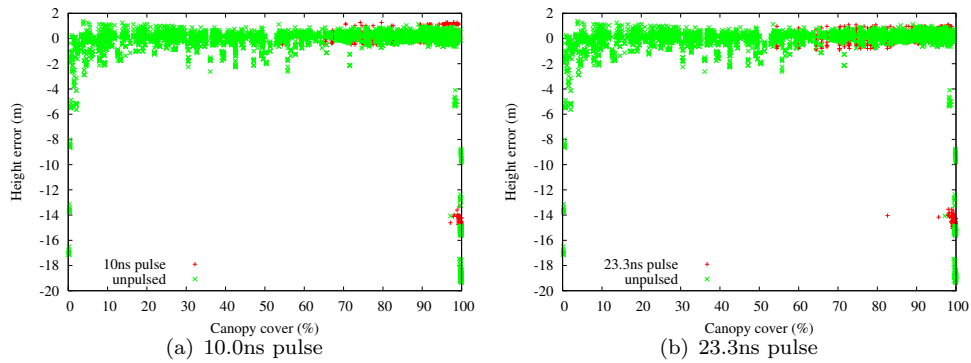 2
0
-2
-4
-6
-8
-10
-12
-14
-16
-18
-20
Height error (m)
10ns pulse
unpulsed
0 10 20 30 40 50 60 70 80 90 100
Canopy cover (%)
(a) 10.0ns pulse
2
0
-2
-4
-6
-8
-10
-12
-14
-16
-18
-20
Height error (m)
23.3ns pulse
unpulsed
0 10 20 30 40 50 60 70 80 90 100
Canopy cover (%)
(b) 23.3ns pulse